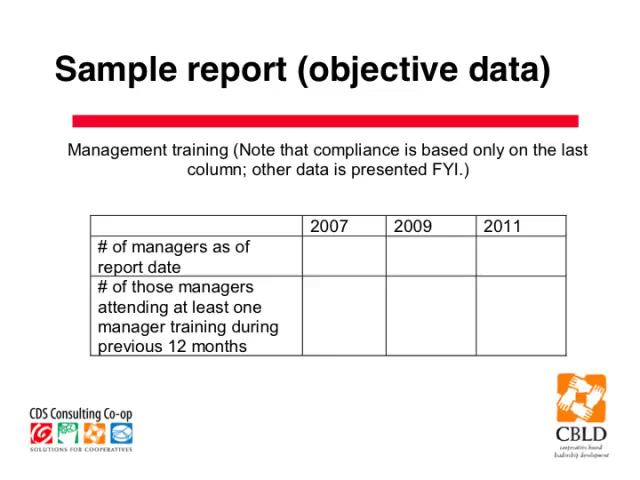 Sample report (objective data)
Management training (Note that compliance is based only on the last
column; other data is presented FYI.)
2007 2009 2011
# of managers as of
report date
# of those managers
attending at least one
manager training during
previous 12 months
CDS Consulting Co-op
SOLUTIONS FOR COOPERATIVES
CBLD
cooperative board
leadership development